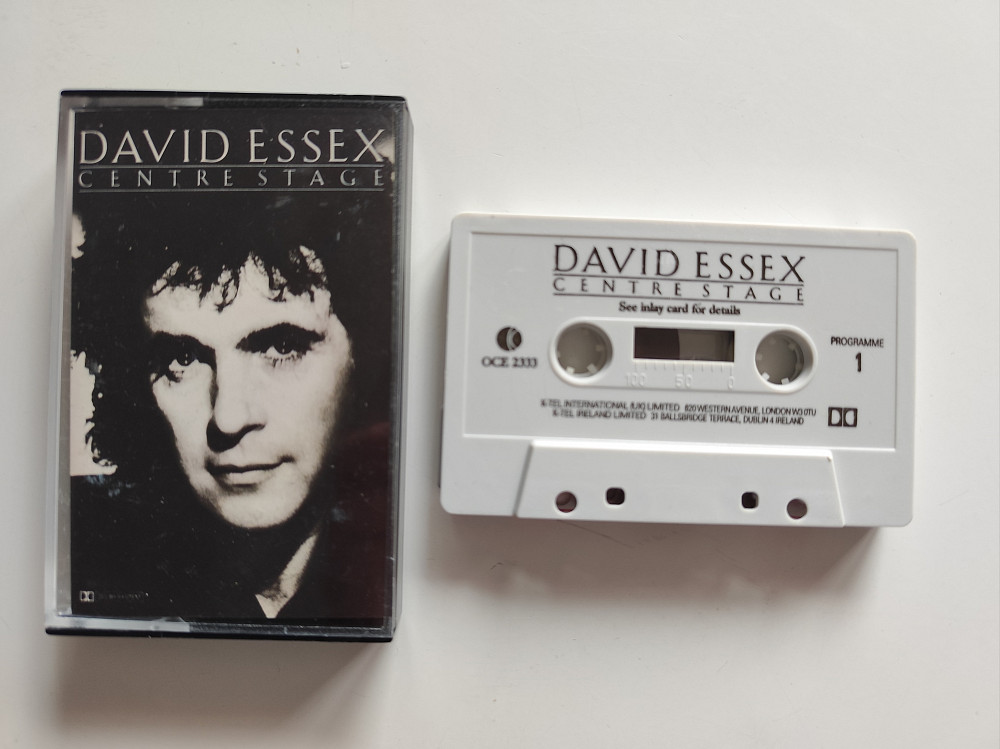 DAVID ESSEX
CENTRE STAGE
DAVID ESSEX
CENTRE STAGE
See inlay card for details
OCE 2333
PROGRAMME
1
100 50 0
K-TEL INTERNATIONAL (UK) LIMITED 620 WESTERN AVENUE, LONDON W3 0TU
K-TEL IRELAND LIMITED 31 BALLSBRIDGE TERRACE, DUBLIN 4 IRELAND